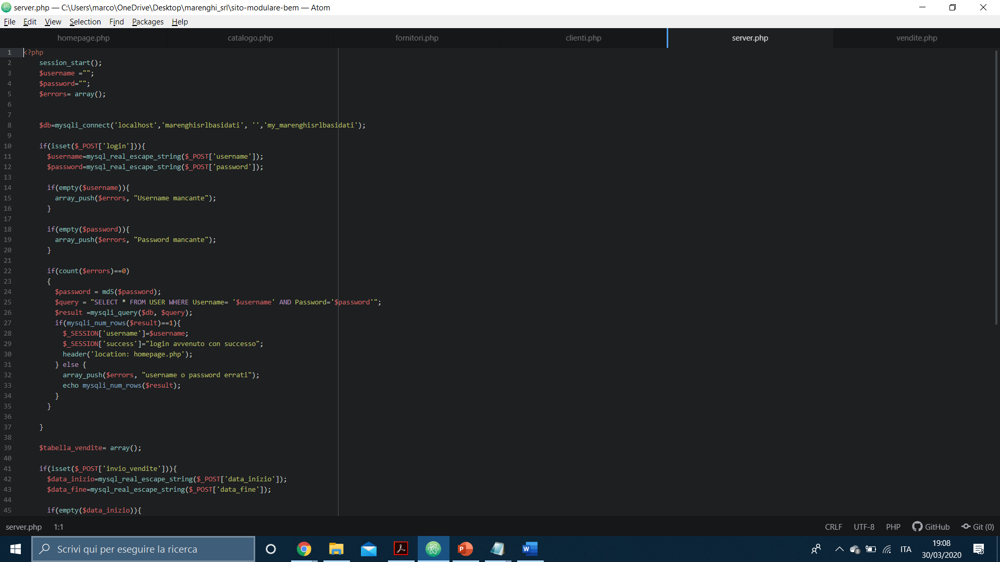 server.php — C:\Users\marco\OneDrive\Desktop\marenghi_srl\sito-modulare-bem — Atom
File Edit View Selection Find Packages Help
homepage.php catalogo.php fornitori.php clienti.php server.php vendite.php
1 <?php
2 session_start();
3 $username ="";
4 $password="";
5 $errors= array();
6
7
8 $db=mysqli_connect('localhost','marenghisrlbasidati', '','my_marenghisrlbasidati');
9
10 if(isset($_POST['login'])){
11 $username=mysql_real_escape_string($_POST['username']);
12 $password=mysql_real_escape_string($_POST['password']);
13
14 if(empty($username)){
15 array_push($errors, "Username mancante");
16 }
17
18 if(empty($password)){
19 array_push($errors, "Password mancante");
20 }
21
22 if(count($errors)==0)
23 {
24 $password = md5($password);
25 $query = "SELECT * FROM USER WHERE Username= '$username' AND Password='$password'";
26 $result =mysqli_query($db, $query);
27 if(mysqli_num_rows($result)==1){
28 $_SESSION['username']=$username;
29 $_SESSION['success']="login avvenuto con successo";
30 header('location: homepage.php');
31 } else {
32 array_push($errors, "username o password errati");
33 echo mysqli_num_rows($result);
34 }
35 }
36
37 }
38
39 $tabella_vendite= array();
40
41 if(isset($_POST['invio_vendite'])){
42 $data_inizio=mysql_real_escape_string($_POST['data_inizio']);
43 $data_fine=mysql_real_escape_string($_POST['data_fine']);
44
45 if(empty($data_inizio)){
server.php 1:1 CRLF UTF-8 PHP GitHub Git (0)
Scrivi qui per eseguire la ricerca
ITA
19:08
30/03/2020